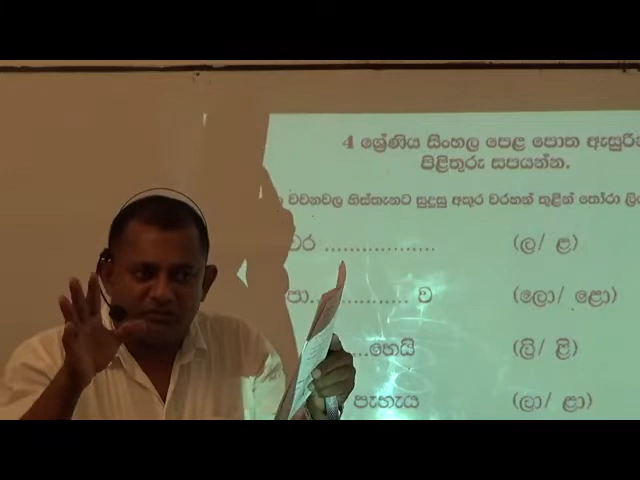 4 ශ්‍රේණිය සිංහල පෙළ පොත ඇසුරින්
පිළිතුරු සපයන්න.
වචනවල හිස්තැනට සුදුසු අකුර වරහන් තුළින් තෝරා
..................... (ල/ ළ)
පා.....................ව (ලො/ ළො)
හෙයි (ලි/ ළි)
පැහැය (ලා/ ළා)